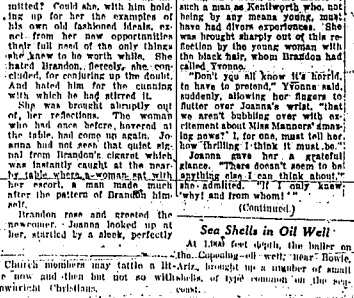 mitted? Could she, with him hold-
ing up for her the examples of
his own old fashioned ideals, ex-
act from her new opportunities
their full need of the only things
she knew to be worth while. She
hated Brandon, fiercely, she con-
cluded, for conjuring up the doubt.
And hated him for the cunning
with which he had stirred it.
She was brought abruptly out
of her reflections. The woman
who had once before, hovered at
the table, had come up again. Jo-
anna had not seen that quiet sig-
nal from Brandon's cigaret which
was instantly caught at the near-
by table where a woman sat with
her escort, a man made much
after the pattern of Brandon him-
self.
Brandon rose and greeted the
newcomer. Joanna looked up at
her, startled by a sleek, perfectly
Church members may tattle a lit-
now and then but not so with
Christians.
such a man as Kenilworth who, not
being by any means young, must
have had divers experiences. She
was brought sharply out of this re-
flection by the young woman with
the black hair, whom Brandon had
called Yvonne.
"Don't you all know it's horrid,
to have to pretend," Yvonne said,
suddenly, allowing her fingers to
flutter over Joanna's wrist, "that
we aren't bubbling over with ex-
citement about Miss Manners' amaz-
ing news? I, for one, must tell her
how thrilling I think it must be."
Joanna gave her a grateful
glance. "There doesn't seem to be
anything else I can think about,"
she admitted. "If I only knew
why! and from whom!"
(Continued.)
Sea Shells in Oil Well
At 1,000 feet depth, the bailer on
the well, near Bowie,
Ariz., brought up a number of small
shells, of type common on the sea-
coast.